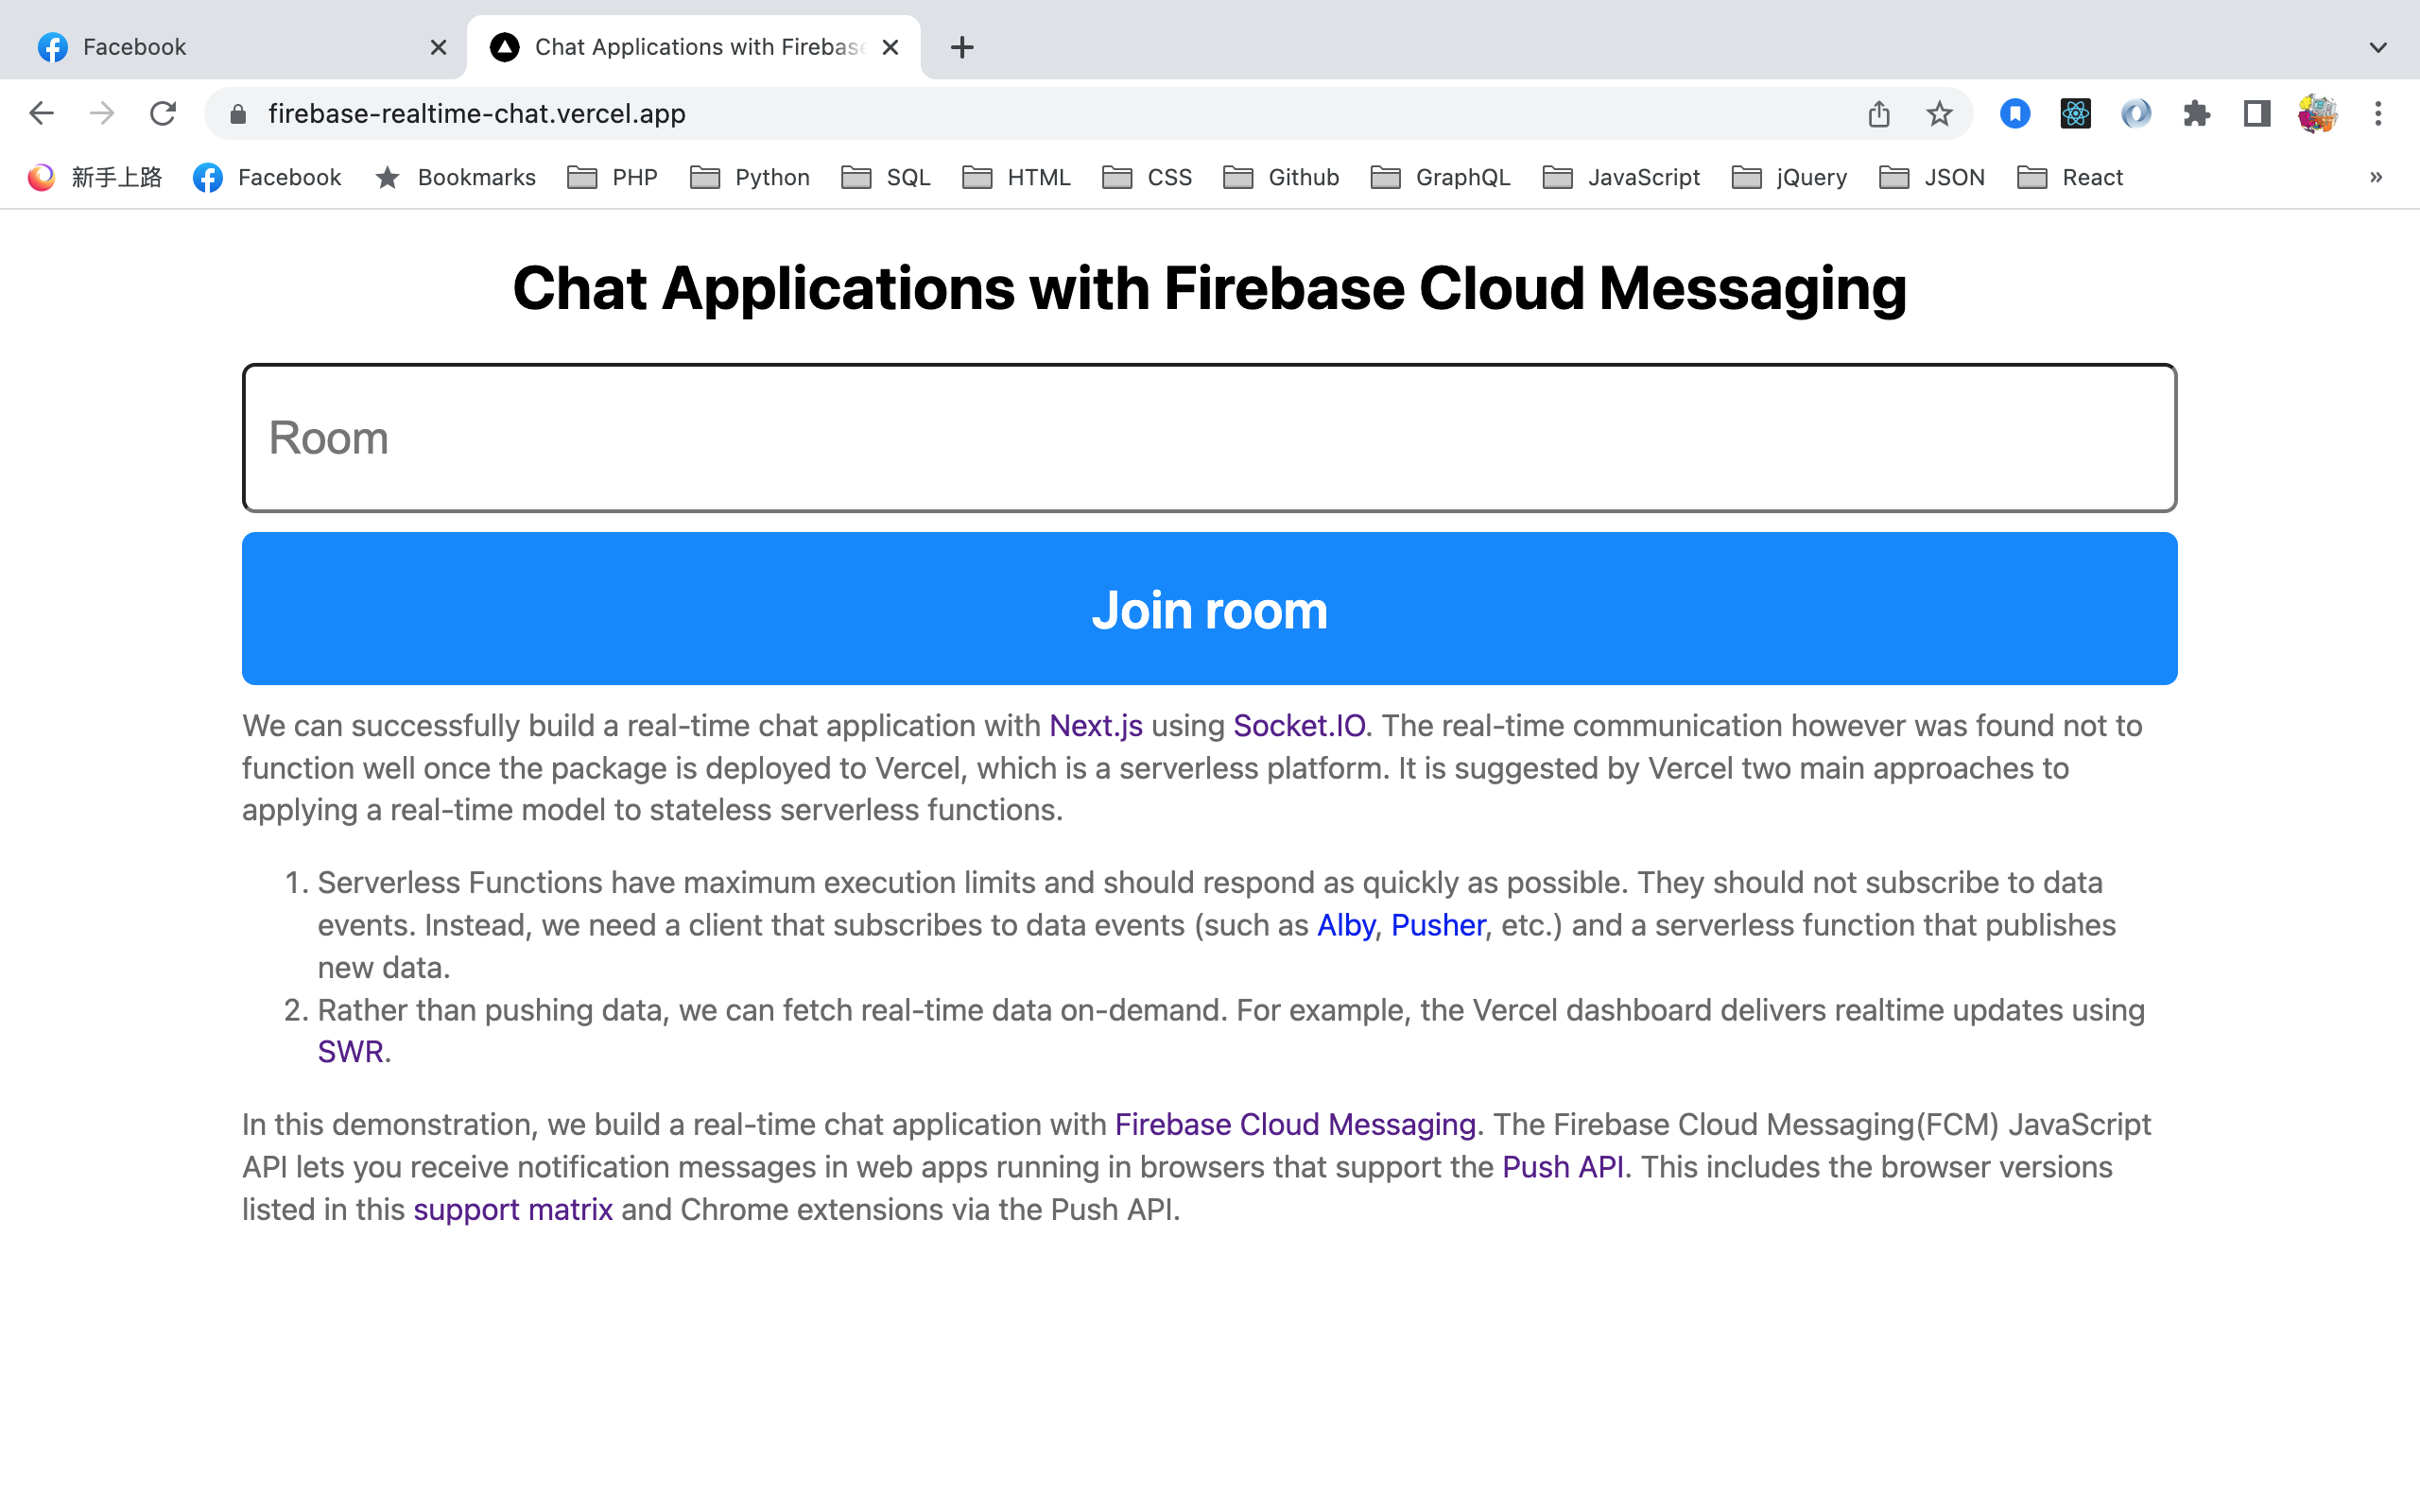 Facebook
Chat Applications with Firebase
firebase-realtime-chat.vercel.app
新手上路 Facebook Bookmarks PHP Python SQL HTML CSS Github GraphQL JavaScript jQuery JSON React »
Chat Applications with Firebase Cloud Messaging
Room
Join room
We can successfully build a real-time chat application with Next.js using Socket.IO. The real-time communication however was found not to
function well once the package is deployed to Vercel, which is a serverless platform. It is suggested by Vercel two main approaches to
applying a real-time model to stateless serverless functions.
1. Serverless Functions have maximum execution limits and should respond as quickly as possible. They should not subscribe to data
events. Instead, we need a client that subscribes to data events (such as Alby, Pusher, etc.) and a serverless function that publishes
new data.
2. Rather than pushing data, we can fetch real-time data on-demand. For example, the Vercel dashboard delivers realtime updates using
SWR.
In this demonstration, we build a real-time chat application with Firebase Cloud Messaging. The Firebase Cloud Messaging(FCM) JavaScript
API lets you receive notification messages in web apps running in browsers that support the Push API. This includes the browser versions
listed in this support matrix and Chrome extensions via the Push API.